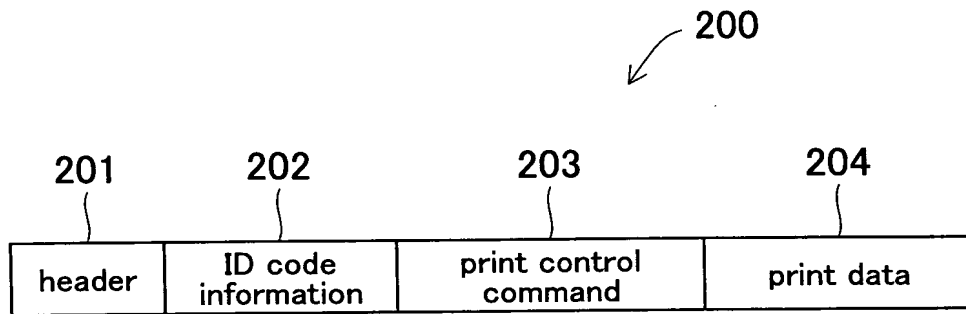 200
201 202 203 204
header
ID code
information
print control
command
print data